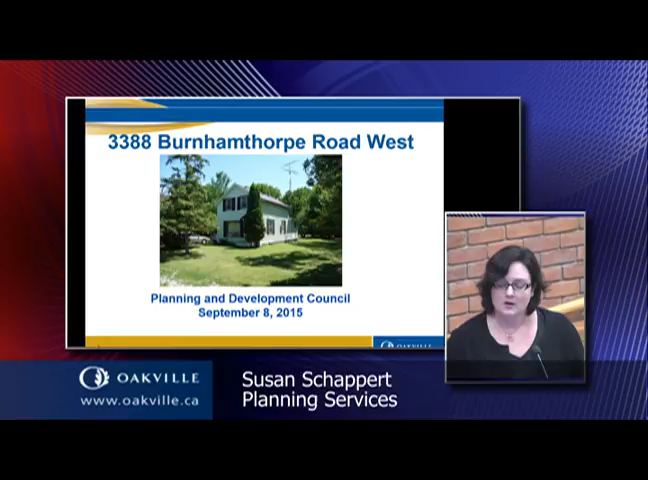 3388 Burnhamthorpe Road West
Planning and Development Council
September 8, 2015
OAKVILLE
OAKVILLE
www.oakville.ca
Susan Schappert
Planning Services